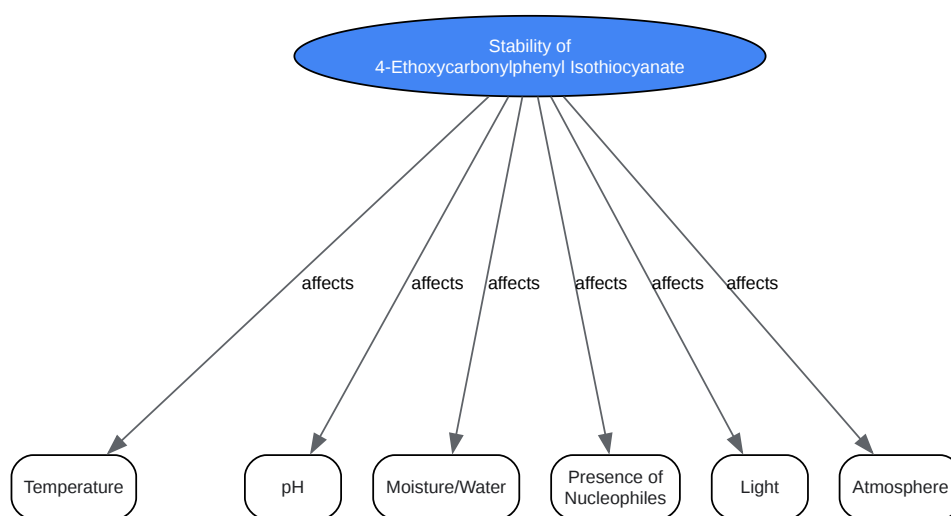 Stability of
4-Ethoxycarbonylphenyl Isothiocyanate
affects affects affects affects affects affects
Temperature pH Moisture/Water Presence of Nucleophiles Light Atmosphere